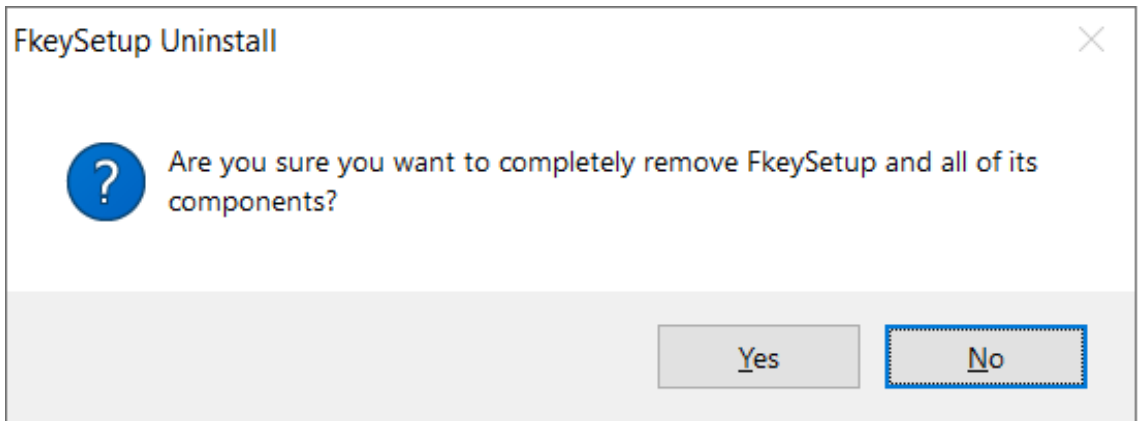 FkeySetup Uninstall
?
Are you sure you want to completely remove FkeySetup and all of its
components?
Yes
No